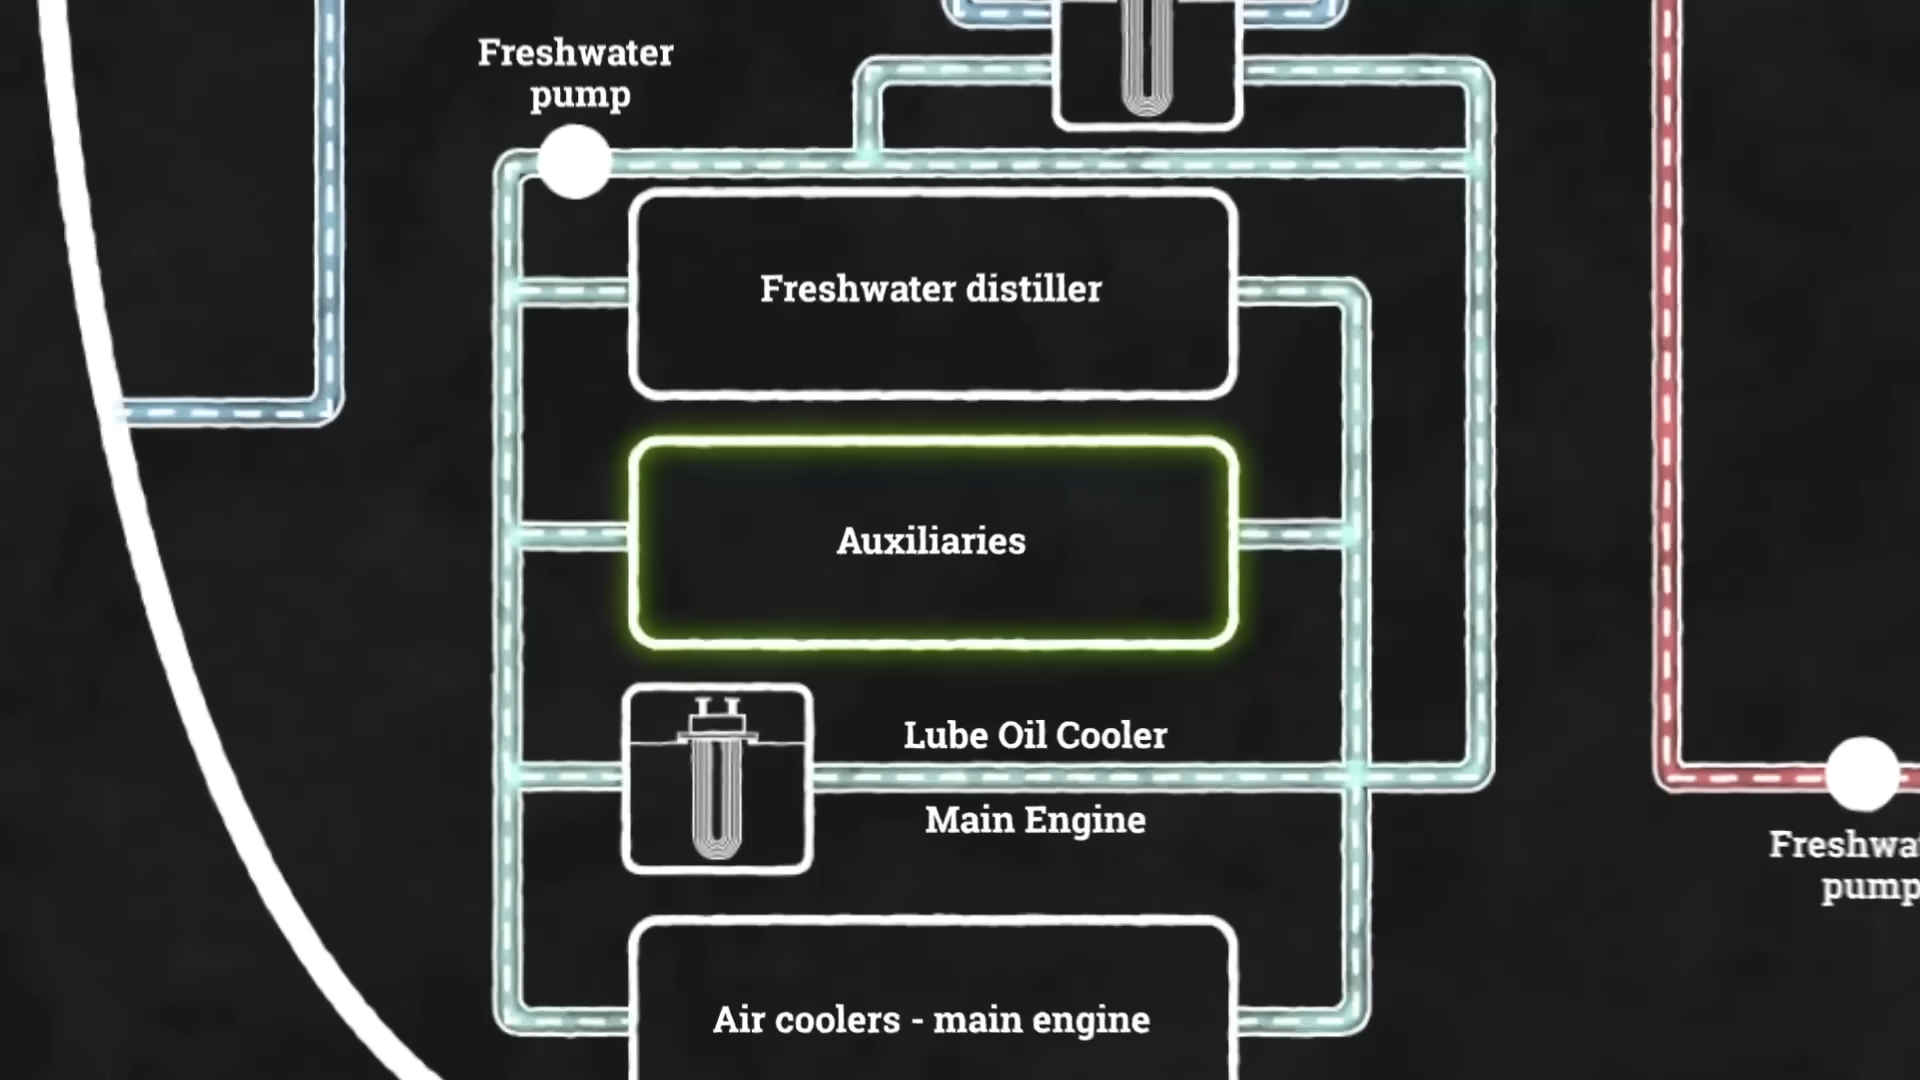 Freshwater
pump
Freshwater distiller
Auxiliaries
Lube Oil Cooler
Main Engine
Air coolers - main engine